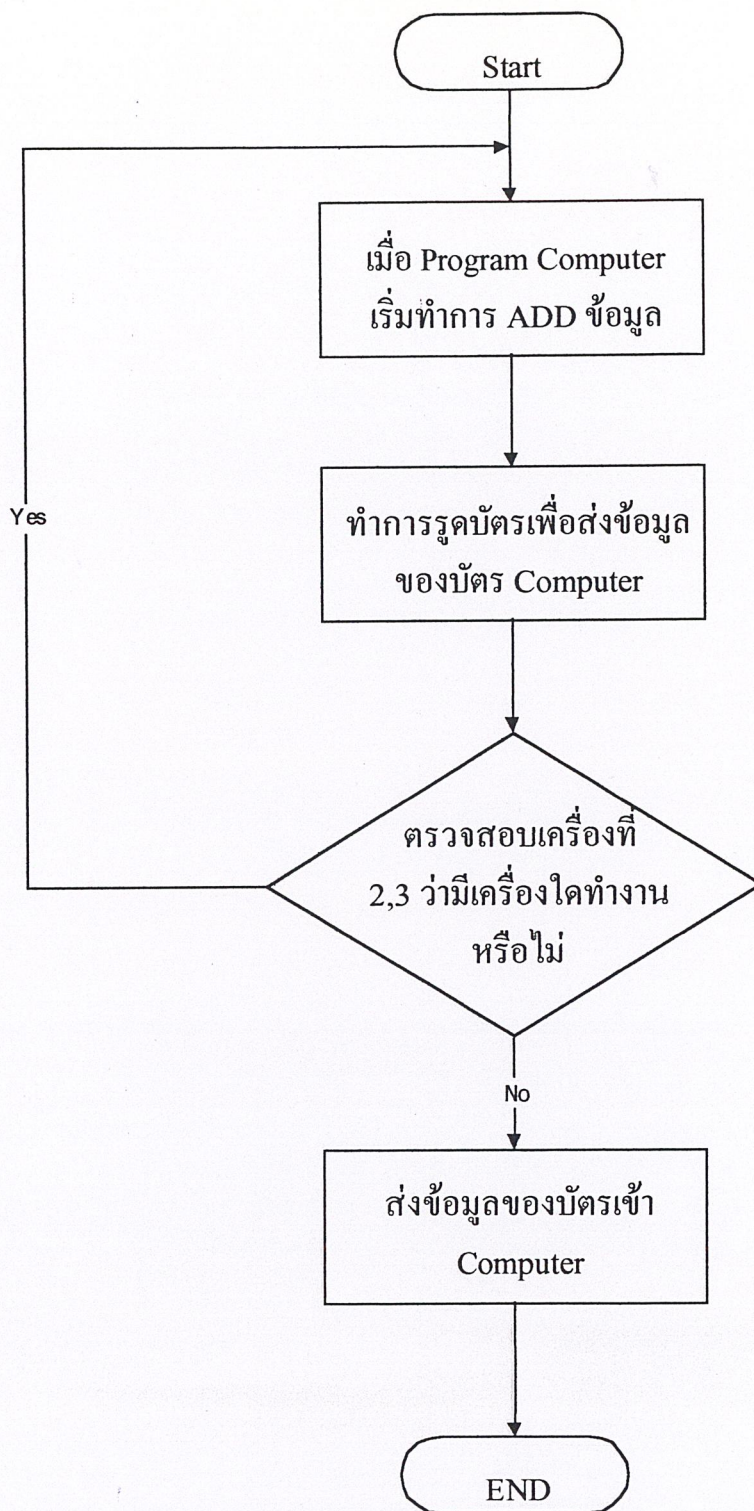 Start
เมื่อ Program Computer
เริ่มทำการ ADD ข้อมูล
Yes
ทำการรูดบัตรเพื่อส่งข้อมูล
ของบัตร Computer
ตรวจสอบเครื่องที่
2,3 ว่ามีเครื่องใดทำงาน
หรือไม่
No
ส่งข้อมูลของบัตรเข้า
Computer
END